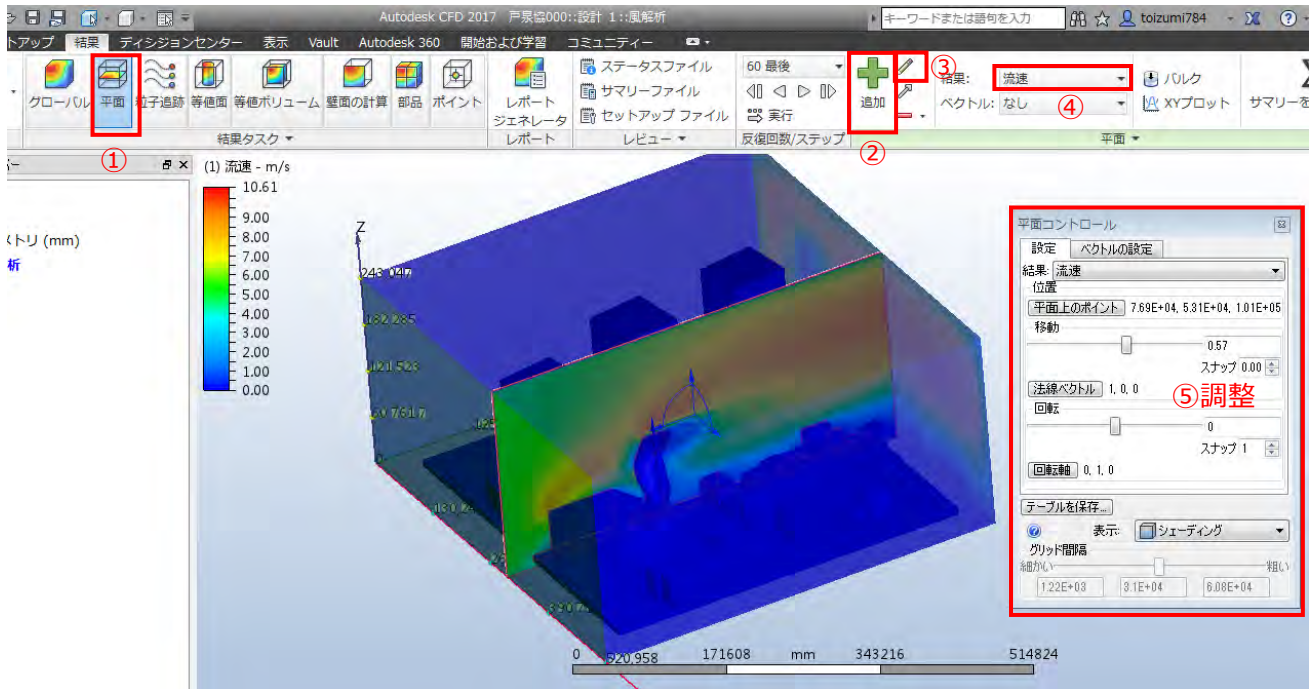 Autodesk CFD 2017 戸泉協000::設計 1::風解析
キーワードまたは語句を入力
toizumi784
トアップ 結果 ディシジョンセンター 表示 Vault Autodesk 360 開始および学習 コミュニティー
グローバル 平面 粒子追跡 等値面 等値ボリューム 壁面の計算 部品 ポイント
結果タスク
①
レポート
ジェネレータ
レポート
ステータスファイル
サマリーファイル
セットアップ ファイル
レビュー
60 最後
実行
反復回数/ステップ
追加
②
③
結果: 流速
ベクトル: なし
④
バルク
XYプロット
サマリーを
平面
(1) 流速 - m/s
10.61
9.00
8.00
7.00
6.00
5.00
4.00
3.00
2.00
1.00
0.00
メトリ (mm)
析
Z
243,047
182,285
121,523
0 520,958 171608 mm 343216 514824
平面コントロール
設定 ベクトルの設定
結果: 流速
位置
平面上のポイント 7.69E+04, 5.31E+04, 1.01E+05
移動
0.57
スナップ 0.00
法線ベクトル 1, 0, 0
⑤調整
回転
0
スナップ 1
回転軸 0, 1, 0
テーブルを保存...
表示: シェーディング
グリッド間隔
細かい 粗い
1.22E+03 3.1E+04 6.08E+04